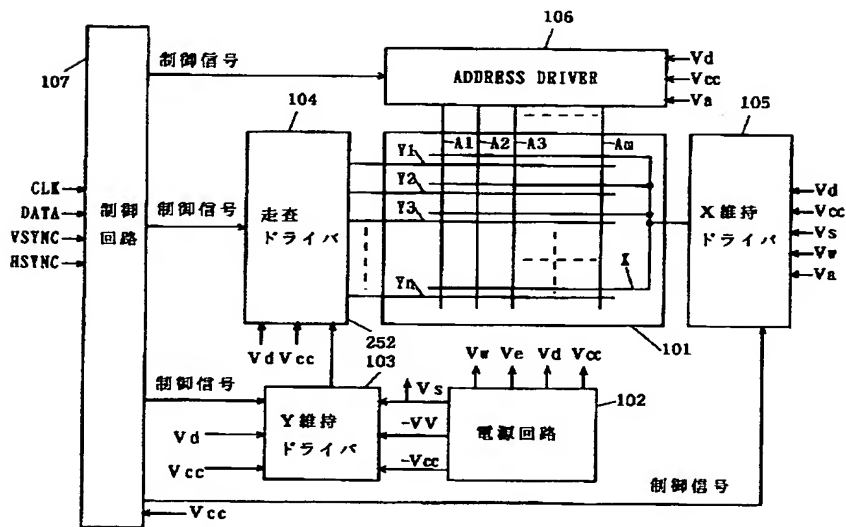 106
制御信号
Vd
107
ADDRESS DRIVER
Vcc
Va
104
105
A1 A2 A3 Am
Y1
CLK
Y2
Vd
DATA
制御
回路
制御信号
走査
ドライバ
Y3
X維持
ドライバ
Vcc
VSYNC
Vs
HSYNC
Vw
Yn
X
Va
252
101
Vd Vcc
103
Vw Ve Vd Vcc
制御信号
Vs
102
Y維持
ドライバ
-VV
電源回路
Vd
Vcc
-Vcc
制御信号
Vcc